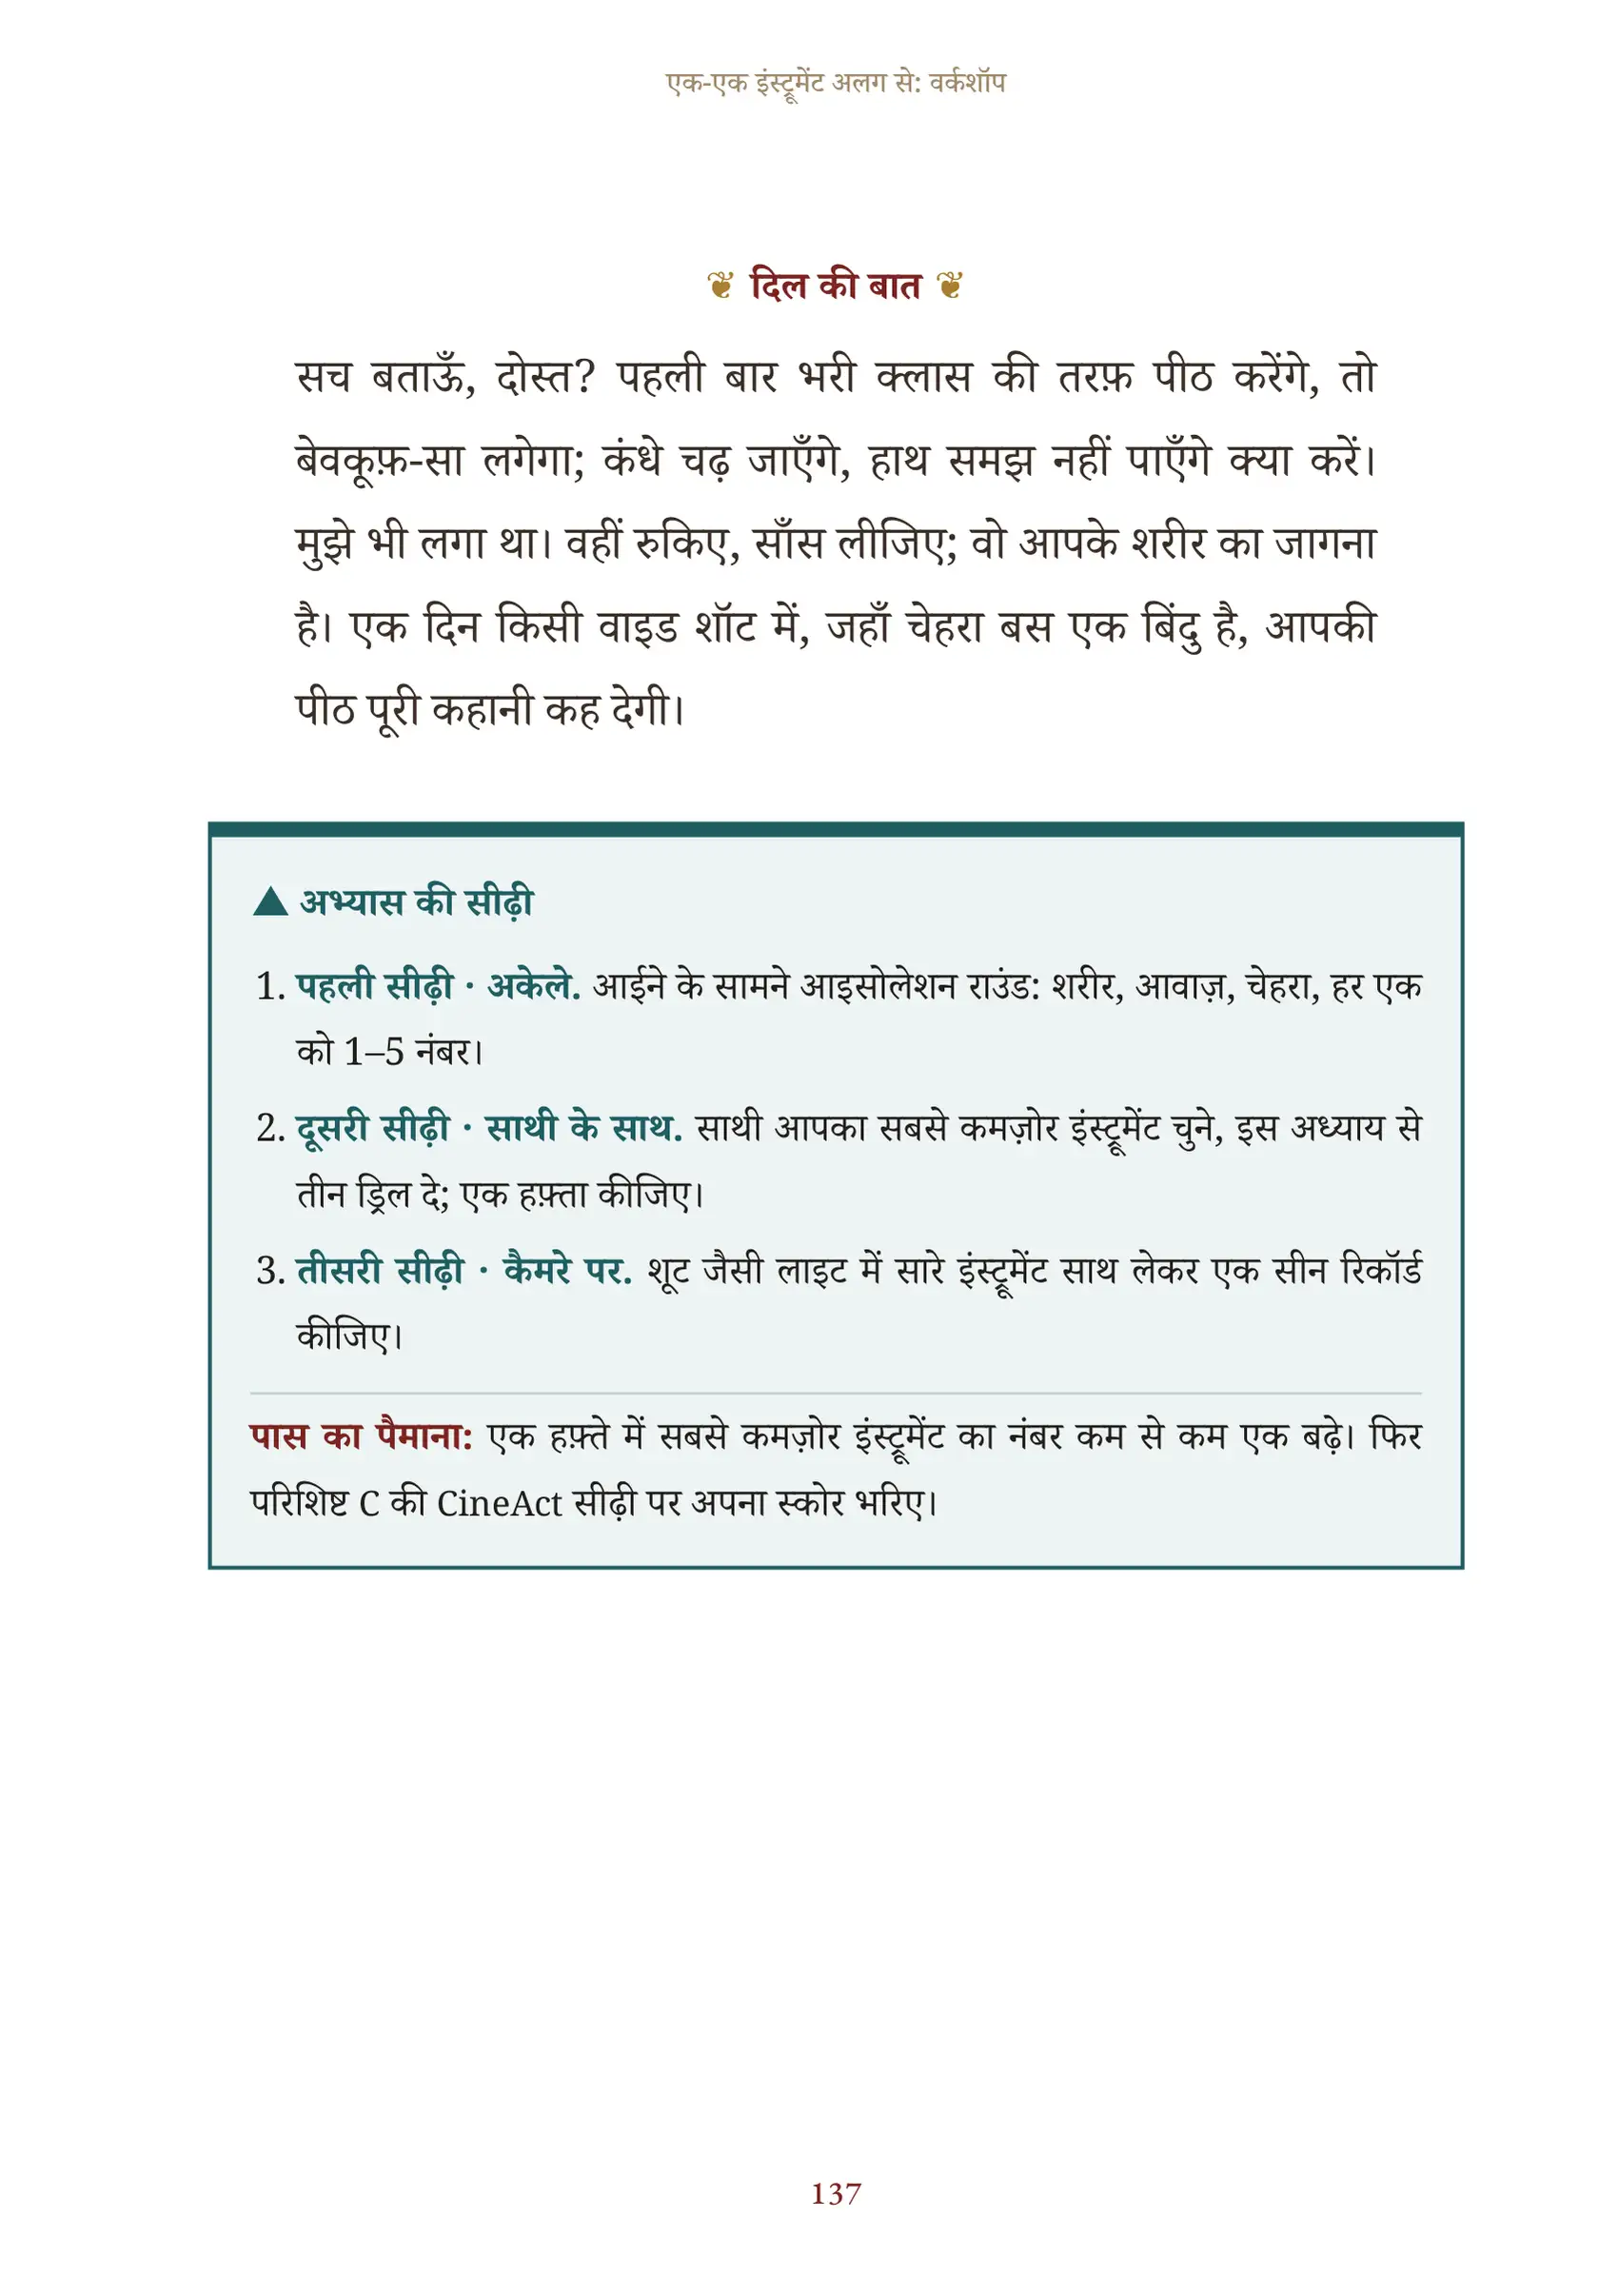 एक-एक इंस्ट्रूमेंट अलग से: वर्कशॉप
❦ दिल की बात ❦
सच बताऊँ, दोस्त? पहली बार भरी क्लास की तरफ़ पीठ करेंगे, तो
बेवकूफ़-सा लगेगा; कंधे चढ़ जाएँगे, हाथ समझ नहीं पाएँगे क्या करें।
मुझे भी लगा था। वहीं रुकिए, साँस लीजिए; वो आपके शरीर का जागना
है। एक दिन किसी वाइड शॉट में, जहाँ चेहरा बस एक बिंदु है, आपकी
पीठ पूरी कहानी कह देगी।
▲ अभ्यास की सीढ़ी
1. पहली सीढ़ी · अकेले. आईने के सामने आइसोलेशन राउंड: शरीर, आवाज़, चेहरा, हर एक
को 1–5 नंबर।
2. दूसरी सीढ़ी · साथी के साथ. साथी आपका सबसे कमज़ोर इंस्ट्रूमेंट चुने, इस अध्याय से
तीन ड्रिल दे; एक हफ़्ता कीजिए।
3. तीसरी सीढ़ी · कैमरे पर. शूट जैसी लाइट में सारे इंस्ट्रूमेंट साथ लेकर एक सीन रिकॉर्ड
कीजिए।
पास का पैमाना: एक हफ़्ते में सबसे कमज़ोर इंस्ट्रूमेंट का नंबर कम से कम एक बढ़े। फिर
परिशिष्ट C की CineAct सीढ़ी पर अपना स्कोर भरिए।
137